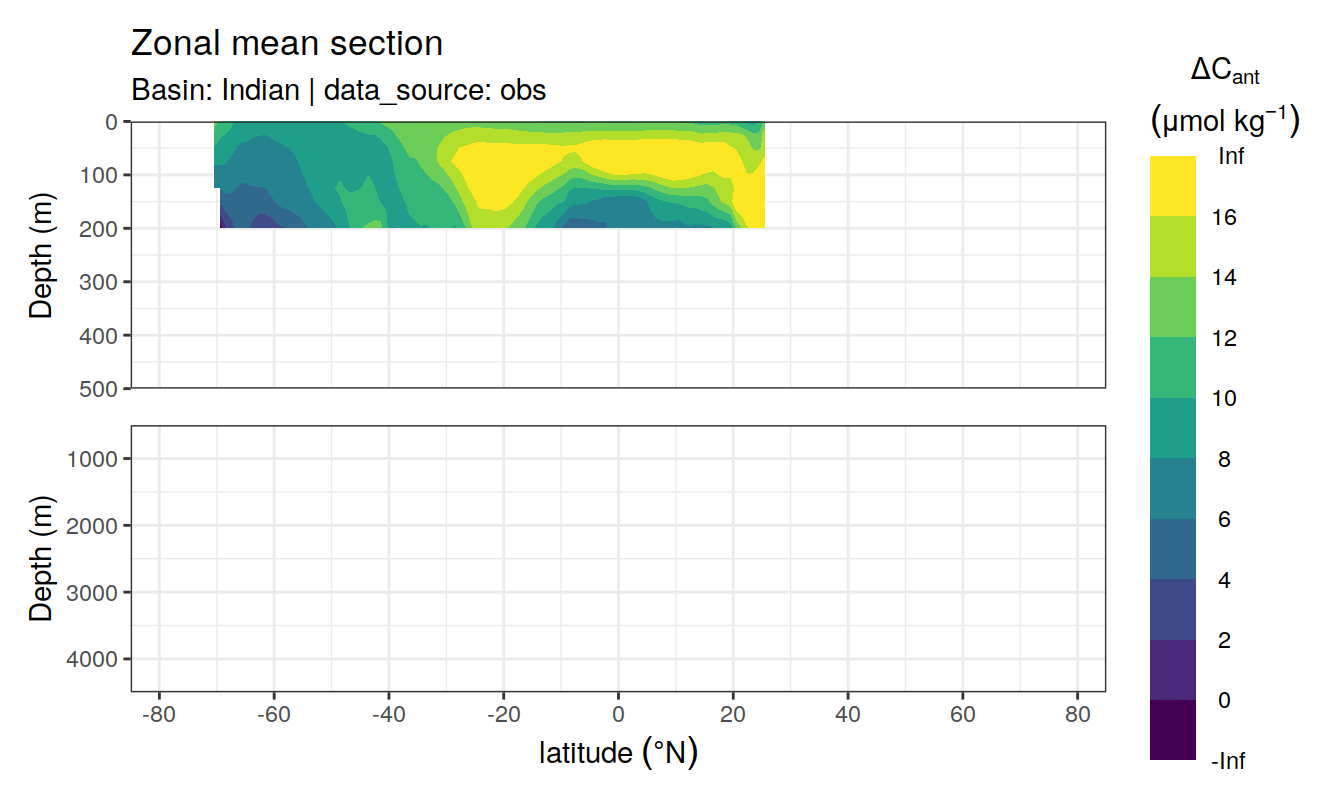 Zonal mean section
Basin: Indian | data_source: obs
ΔCant
(μmol kg⁻¹)
Inf
16
14
12
10
8
6
4
2
0
-Inf
Depth (m)
0
100
200
300
400
500
Depth (m)
1000
2000
3000
4000
-80 -60 -40 -20 0 20 40 60 80
latitude (°N)